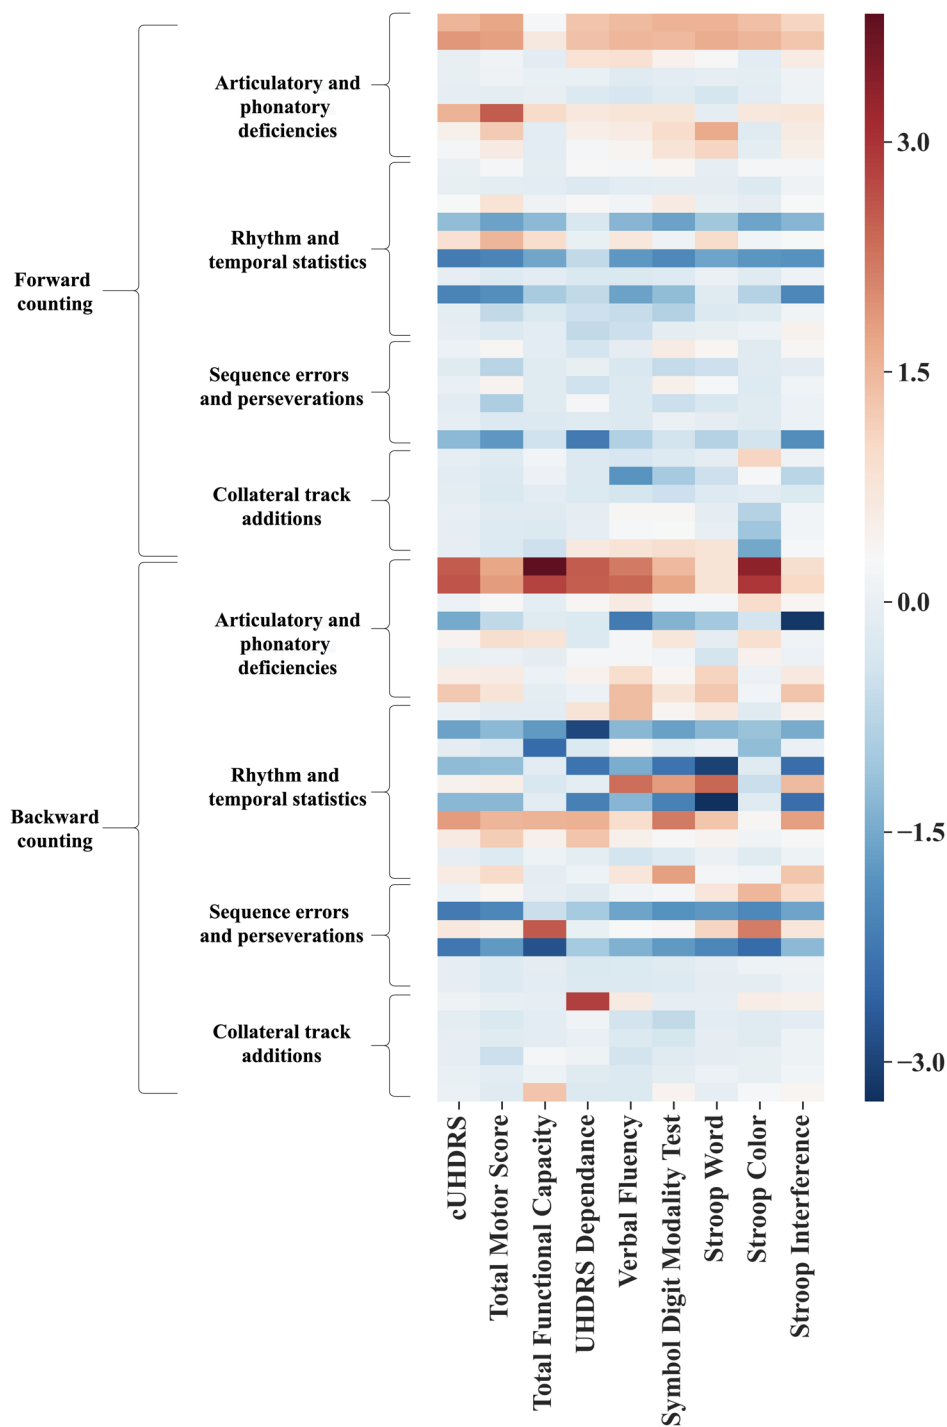 Forward
counting
Articulatory and
phonatory
deficiencies
Rhythm and
temporal statistics
Sequence errors
and perseverations
Collateral track
additions
Backward
counting
Articulatory and
phonatory
deficiencies
Rhythm and
temporal statistics
Sequence errors
and perseverations
Collateral track
additions
3.0
1.5
0.0
−1.5
−3.0
cUHDRS
Total Motor Score
Total Functional Capacity
UHDRS Dependance
Verbal Fluency
Symbol Digit Modality Test
Stroop Word
Stroop Color
Stroop Interference